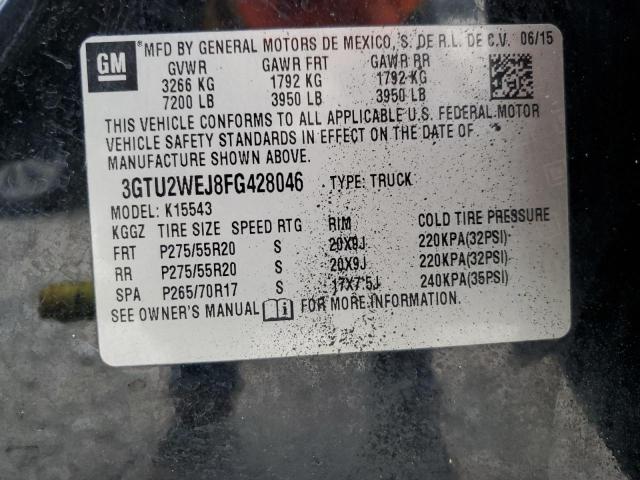 GM ® MFD BY GENERAL MOTORS DE MEXICO, S. DE R.L. DE C.V. 06/15
GVWR GAWR FRT GAWR RR
3266 KG 1792 KG 1792 KG
7200 LB 3950 LB 3950 LB
THIS VEHICLE CONFORMS TO ALL APPLICABLE U.S. FEDERAL MOTOR
VEHICLE SAFETY STANDARDS IN EFFECT ON THE DATE OF
MANUFACTURE SHOWN ABOVE.
3GTU2WEJ8FG428046 TYPE: TRUCK
MODEL: K15543
KGGZ TIRE SIZE SPEED RTG RIM COLD TIRE PRESSURE
FRT P275/55R20 S 20X9J 220KPA(32PSI)
RR P275/55R20 S 20X9J 220KPA(32PSI)
SPA P265/70R17 S 17X7.5J 240KPA(35PSI)
SEE OWNER'S MANUAL FOR MORE INFORMATION.